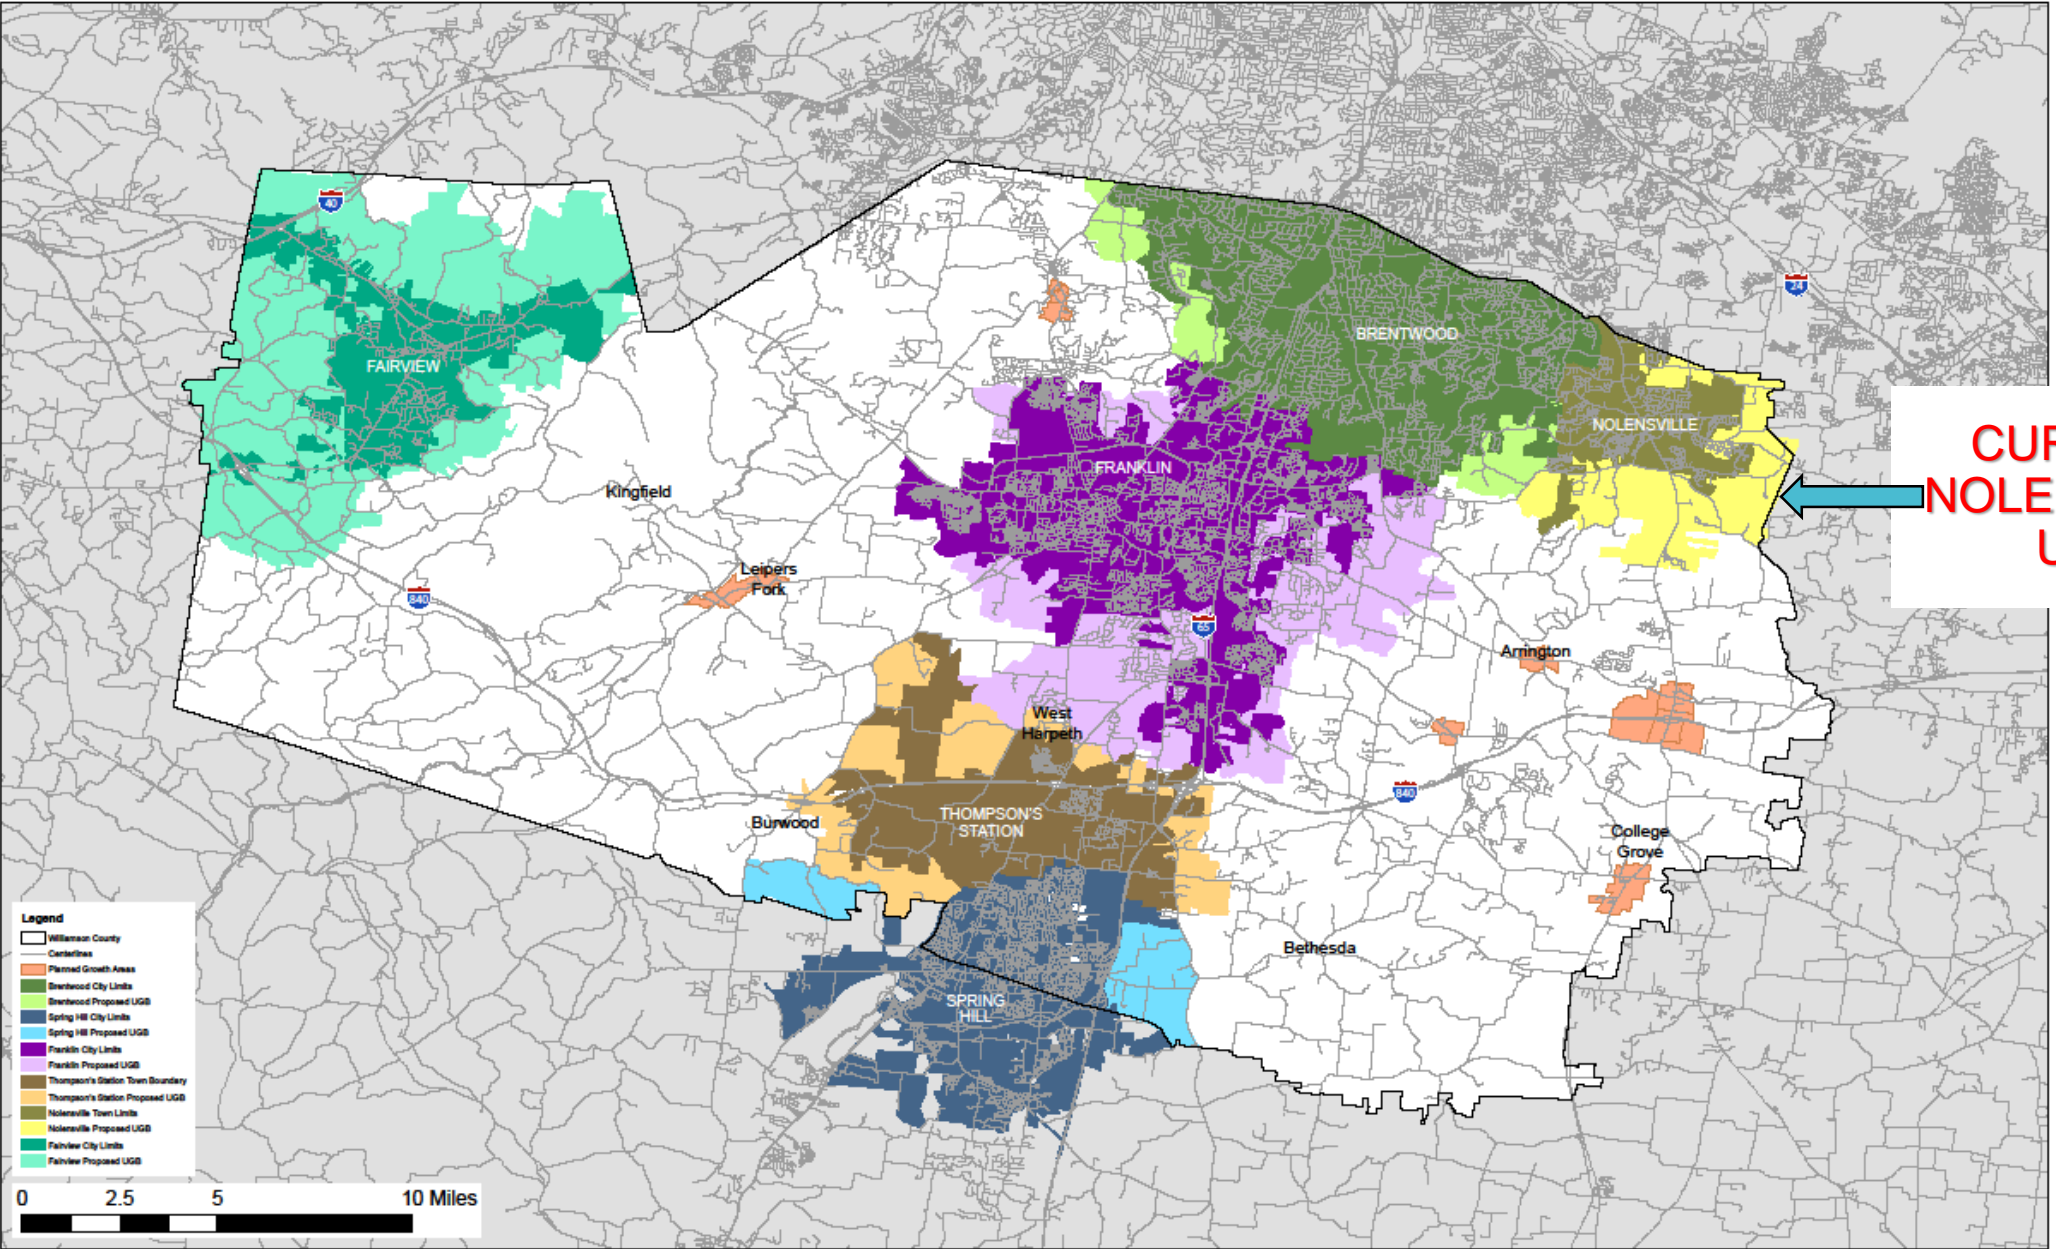 40
24
BRENTWOOD
FAIRVIEW
NOLENSVILLE
CUR
NOLE
U
FRANKLIN
Kingfield
Leipers
Fork
840
65
Arrington
West
Harpeth
840
THOMPSON'S
STATION
Burwood
College
Grove
Bethesda
SPRING
HILL
Legend
Williamson County
Centerlines
Planned Growth Areas
Brentwood City Limits
Brentwood Proposed UGB
Spring Hill City Limits
Spring Hill Proposed UGB
Franklin City Limits
Franklin Proposed UGB
Thompson's Station Town Boundary
Thompson's Station Proposed UGB
Nolensville Town Limits
Nolensville Proposed UGB
Fairview City Limits
Fairview Proposed UGB
0 2.5 5 10 Miles